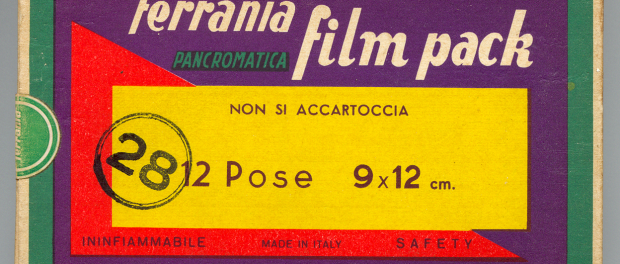 ferrania
PANCROMATICA film pack
NON SI ACCARTOCCIA
28
12 Pose 9x12 cm.
ININFIAMMABILE MADE IN ITALY SAFETY